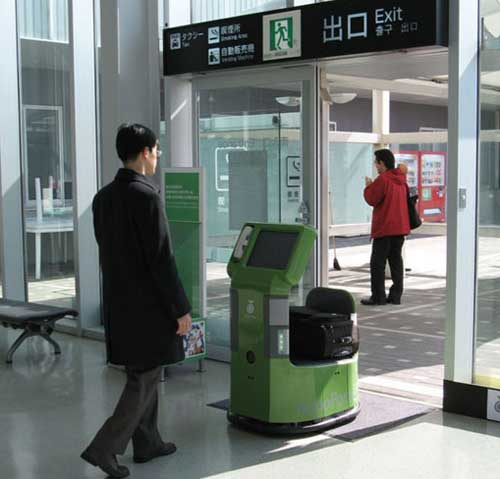 タクシー
Taxi
喫煙所
Smoking Area
自動販売機
Vending Machine
出口 Exit
출구 出口